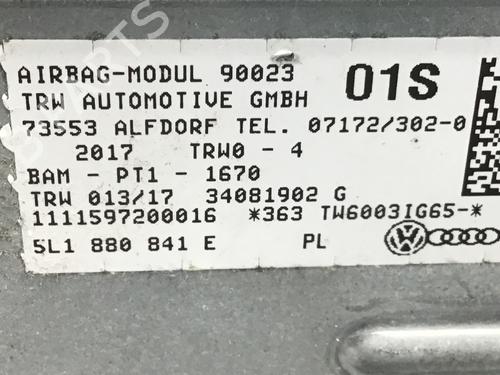 AIRBAG-MODUL 90023 01S
TRW AUTOMOTIVE GMBH
73553 ALFDORF TEL. 07172/302-0
2017 TRW0 - 4
BAM - PT1 - 1670
TRW 013/17 34081902 G
1111597200016 *363 TW6003IG65-*
5L1 880 841 E PL